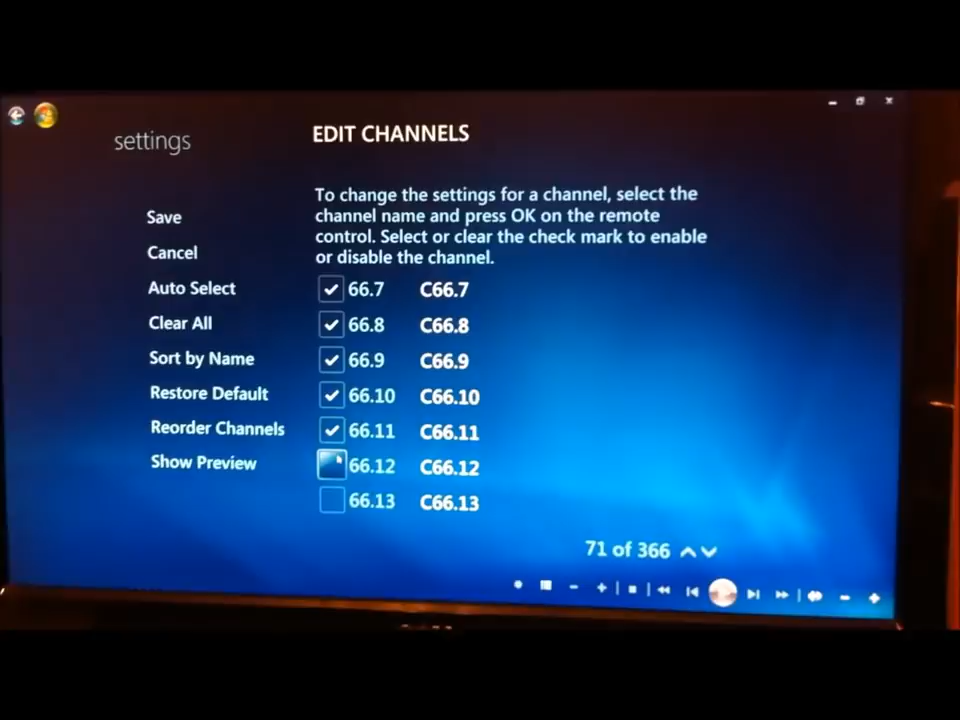 settings
EDIT CHANNELS
To change the settings for a channel, select the
channel name and press OK on the remote
control. Select or clear the check mark to enable
or disable the channel.
Save
Cancel
Auto Select
Clear All
Sort by Name
Restore Default
Reorder Channels
Show Preview
66.7 C66.7
66.8 C66.8
66.9 C66.9
66.10 C66.10
66.11 C66.11
66.12 C66.12
66.13 C66.13
71 of 366